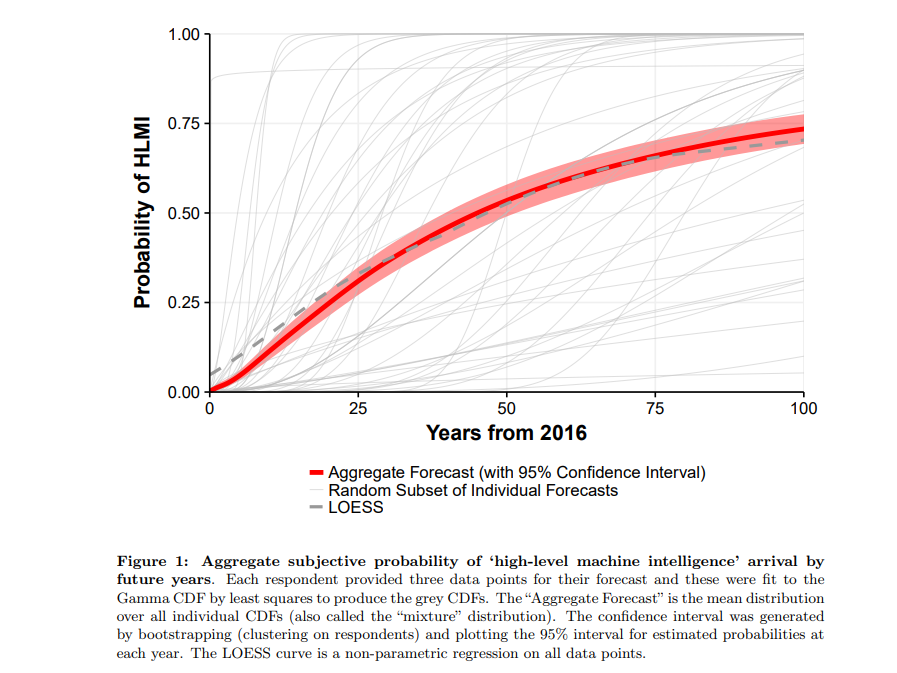 1.00
0.75
0.50
0.25
0.00
Probability of HLMI
0 25 50 75 100
Years from 2016
Aggregate Forecast (with 95% Confidence Interval)
Random Subset of Individual Forecasts
LOESS
Figure 1: Aggregate subjective probability of ‘high-level machine intelligence’ arrival by
future years. Each respondent provided three data points for their forecast and these were fit to the
Gamma CDF by least squares to produce the grey CDFs. The “Aggregate Forecast” is the mean distribution
over all individual CDFs (also called the “mixture” distribution). The confidence interval was generated
by bootstrapping (clustering on respondents) and plotting the 95% interval for estimated probabilities at
each year. The LOESS curve is a non-parametric regression on all data points.